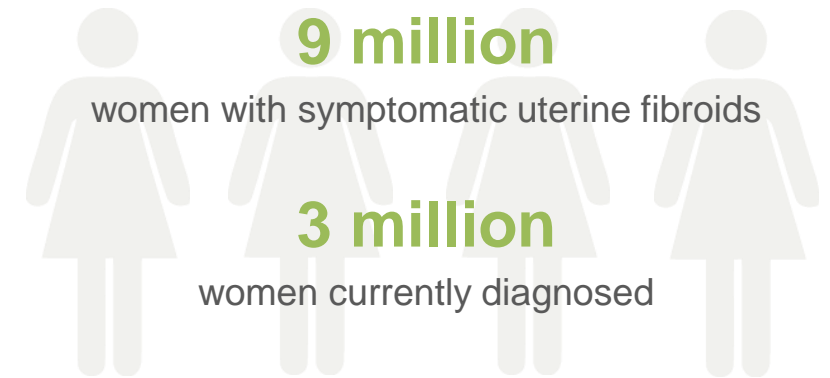 9 million
women with symptomatic uterine fibroids
3 million
women currently diagnosed